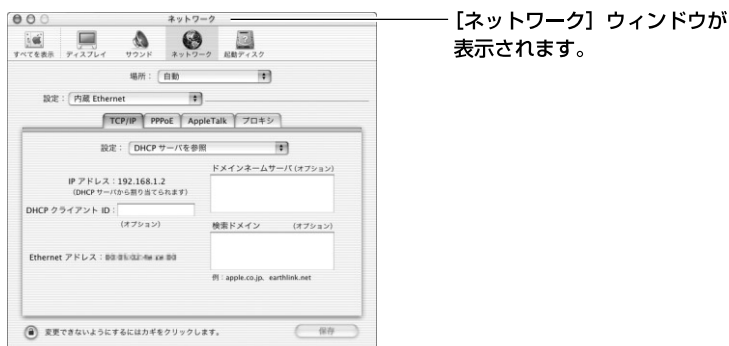 ネットワーク
[ネットワーク] ウィンドウが
表示されます。
すべてを表示 ディスプレイ サウンド ネットワーク 起動ディスク
場所： 自動
設定： 内蔵 Ethernet
TCP/IP PPPoE AppleTalk プロキシ
設定： DHCP サーバを参照
ドメインネームサーバ (オプション)
IP アドレス：192.168.1.2
(DHCP サーバから割り当てられます)
DHCP クライアント ID：
(オプション)
検索ドメイン (オプション)
Ethernet アドレス：
例：apple.co.jp、earthlink.net
変更できないようにするにはカギをクリックします。
保存